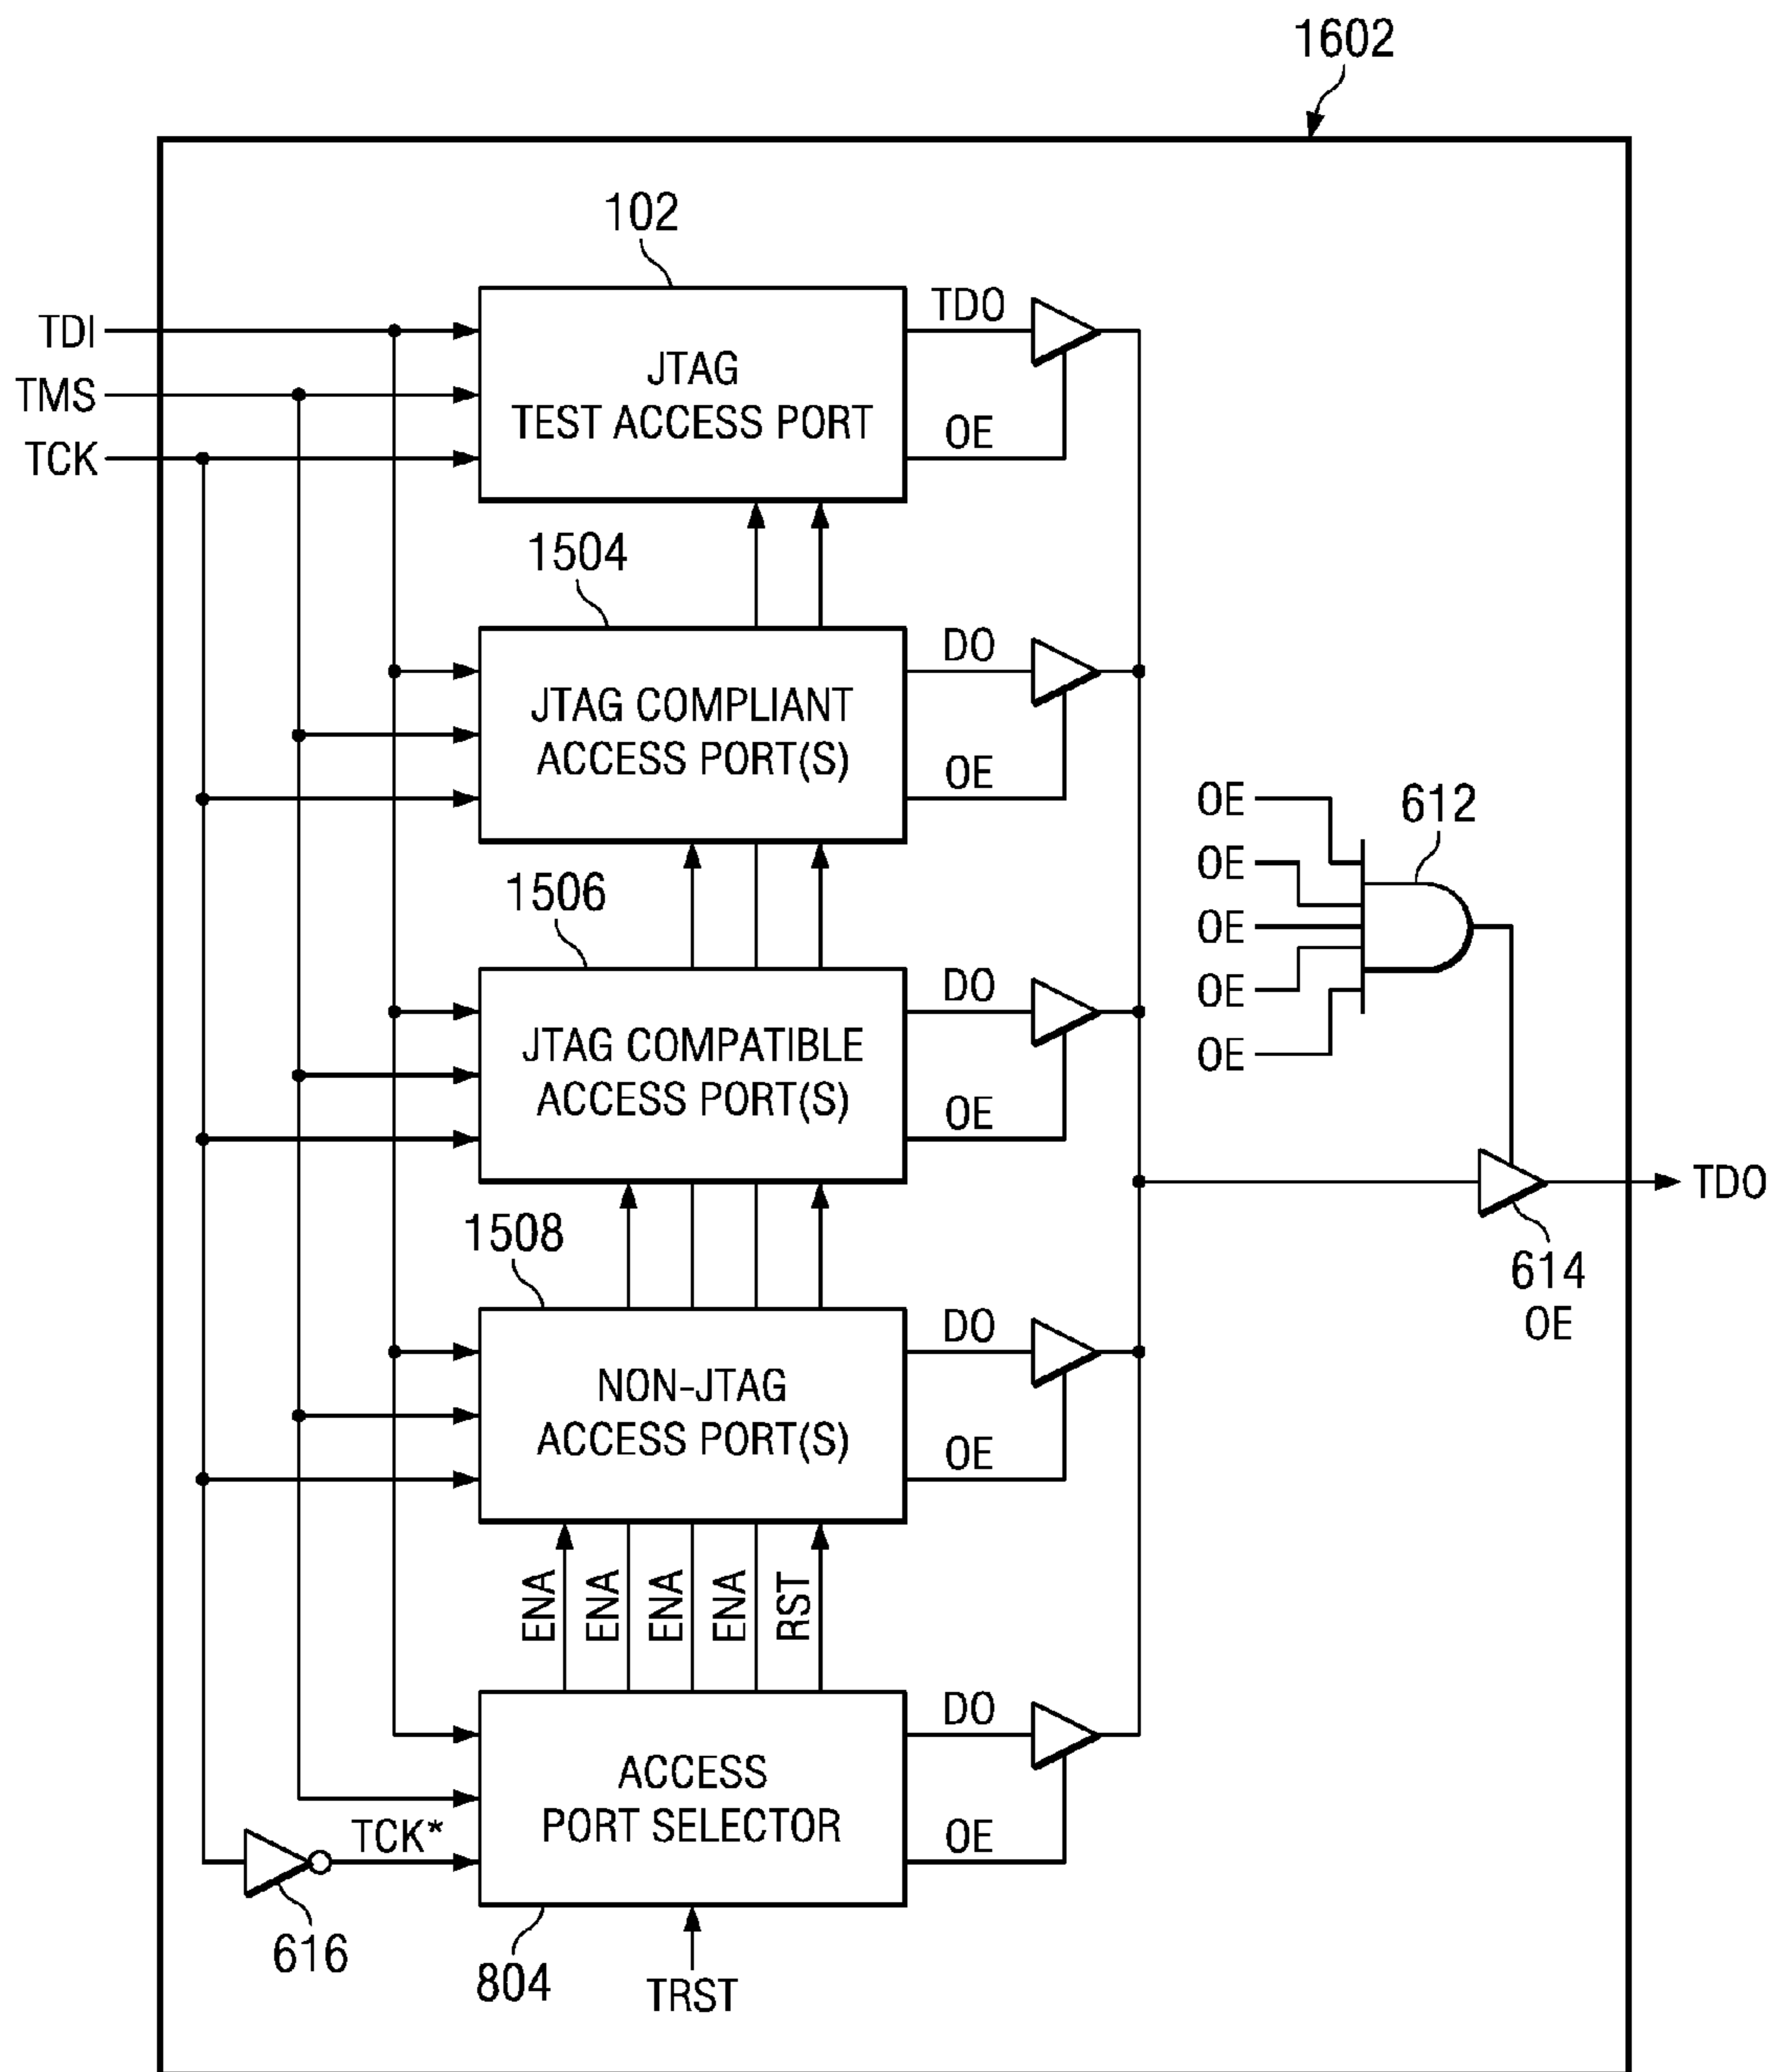 1602
102
TDI
TMS
TCK
JTAG
TEST ACCESS PORT
TDO
OE
1504
JTAG COMPLIANT
ACCESS PORT(S)
DO
OE
1506
JTAG COMPATIBLE
ACCESS PORT(S)
DO
OE
1508
NON-JTAG
ACCESS PORT(S)
DO
OE
ENA
ENA
ENA
ENA
RST
ACCESS
PORT SELECTOR
DO
OE
TCK*
616
804
TRST
OE
OE
OE
OE
OE
612
TDO
614
OE